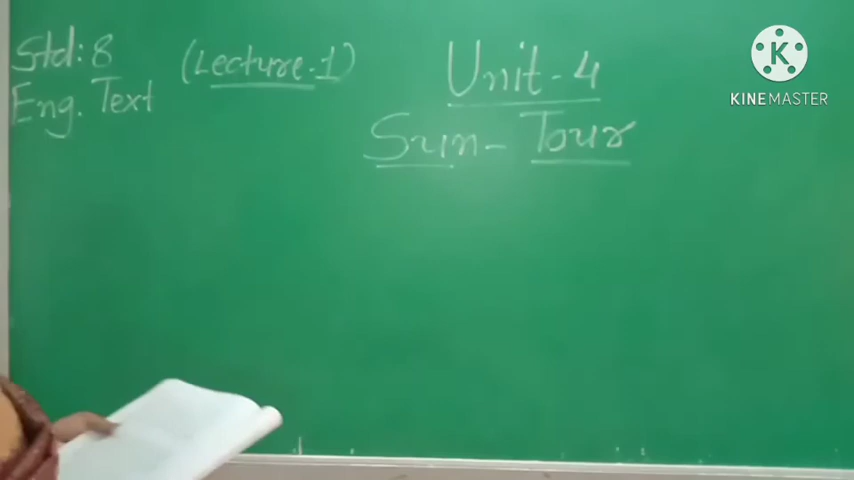 Std: 8
Eng. Text
(Lecture-1)
Unit-4
Sun-Tour
K
KINEMASTER